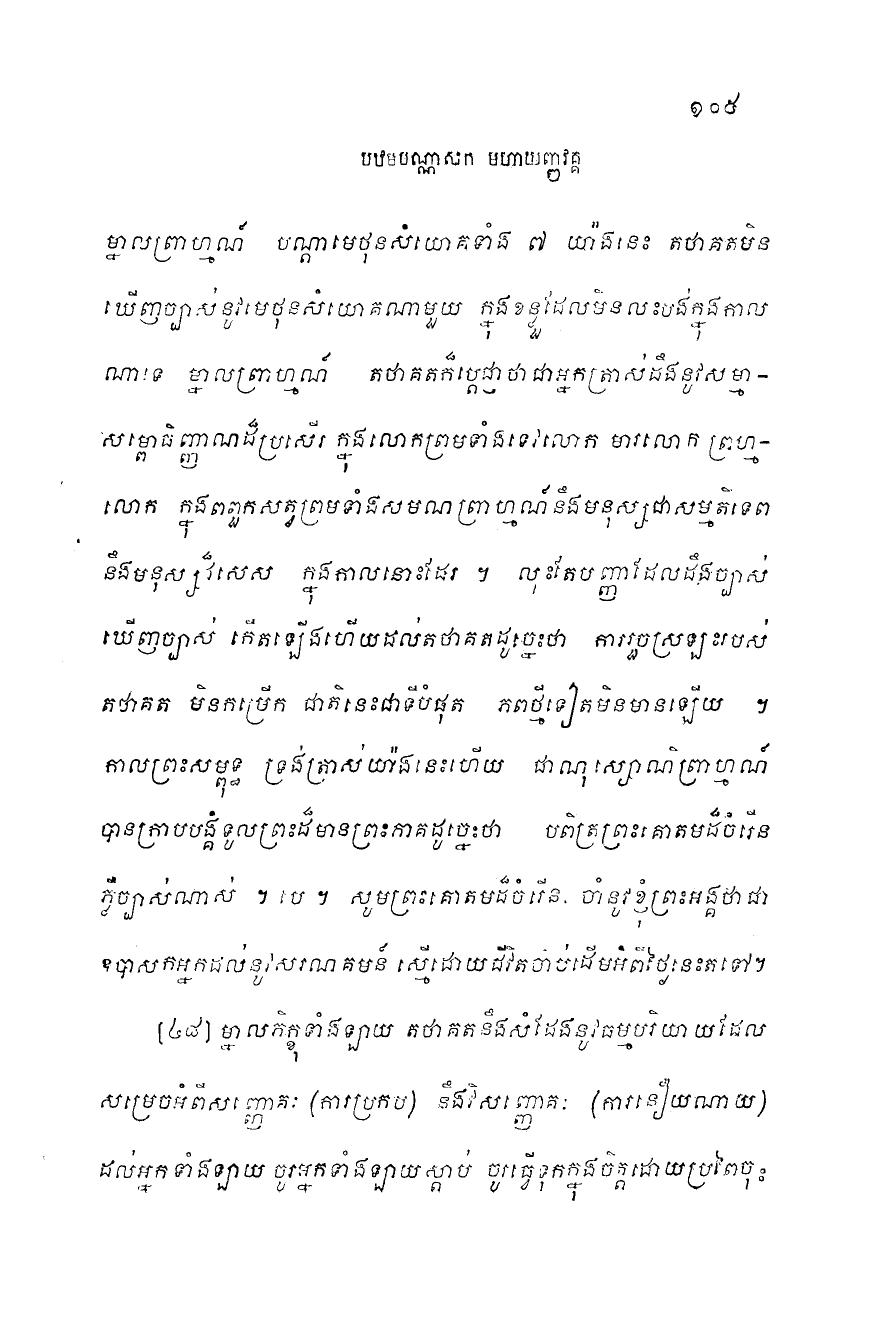 ១០៥
បឋមបណ្ណាសក មហាយញ្ញវគ្គ
ម្នាលព្រាហ្មណ៍ បណ្តាមេថុនសំយោគទាំង ៧ យ៉ាងនេះ តថាគតមិន
ឃើញច្បាស់នូវមេថុនសំយោគណាមួយ ក្នុងខន្ធដែលមិនលះបង់ក្នុងកាល
ណាទេ ម្នាលព្រាហ្មណ៍ តថាគតក៏ប្តេជ្ញាថាជាអ្នកត្រាស់ដឹងនូវសម្មា-
សម្ពោធិញ្ញាណដ៏ប្រសើរ ក្នុងលោកព្រមទាំងទេវលោក មារលោក ព្រហ្ម-
លោក ក្នុងពពួកសត្វព្រមទាំងសមណព្រាហ្មណ៍នឹងមនុស្សជាសម្មតិទេព
នឹងមនុស្សដ៏សេស ក្នុងកាលនោះដែរ ។ លុះតែបញ្ញាដែលដឹងច្បាស់
ឃើញច្បាស់ កើតឡើងហើយដល់តថាគតដូច្នេះថា ការរួចស្រឡះរបស់
តថាគត មិនកម្រើក ជាតិនេះជាទីបំផុត ភពថ្មីទៀតមិនមានឡើយ ។
កាលព្រះសម្ពុទ្ធ ទ្រង់ត្រាស់យ៉ាងនេះហើយ ជាណុស្សោណិព្រាហ្មណ៍
បានក្រាបបង្គំទូលព្រះដ៏មានព្រះភាគដូច្នេះថា បពិត្រព្រះគោតមដ៏ចំរើន
ភ្លឺច្បាស់ណាស់ ។ បេ ។ សូមព្រះគោតមដ៏ចំរើន ចាំនូវខ្ញុំព្រះអង្គថាជា
ឧបាសកអ្នកដល់នូវសរណគមន៍ ស្មើដោយជីវិតចាប់ដើមអំពីថ្ងៃនេះតទៅ។
[៤៨] ម្នាលភិក្ខុទាំងឡាយ តថាគតនឹងសំដែងនូវធម្មបរិយាយដែល
សម្រេចអំពីសញ្ញោគៈ (ការប្រកប) នឹងវិសញ្ញោគៈ (ការនឿយណាយ)
ដល់អ្នកទាំងឡាយ ចូរអ្នកទាំងឡាយស្តាប់ ចូរធ្វើទុកក្នុងចិត្តដោយប្រពៃចុះ